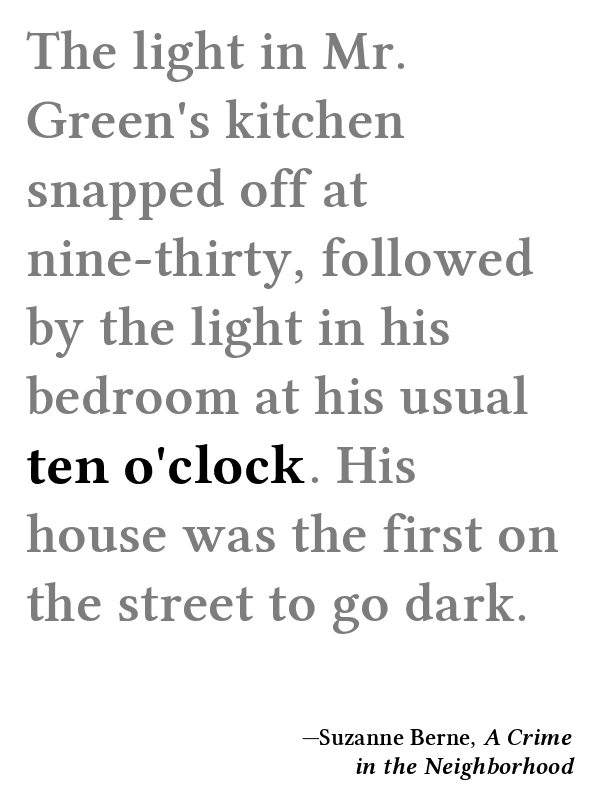 The light in Mr.
Green's kitchen
snapped off at
nine-thirty, followed
by the light in his
bedroom at his usual
ten o'clock. His
house was the first on
the street to go dark.
—Suzanne Berne, A Crime
in the Neighborhood